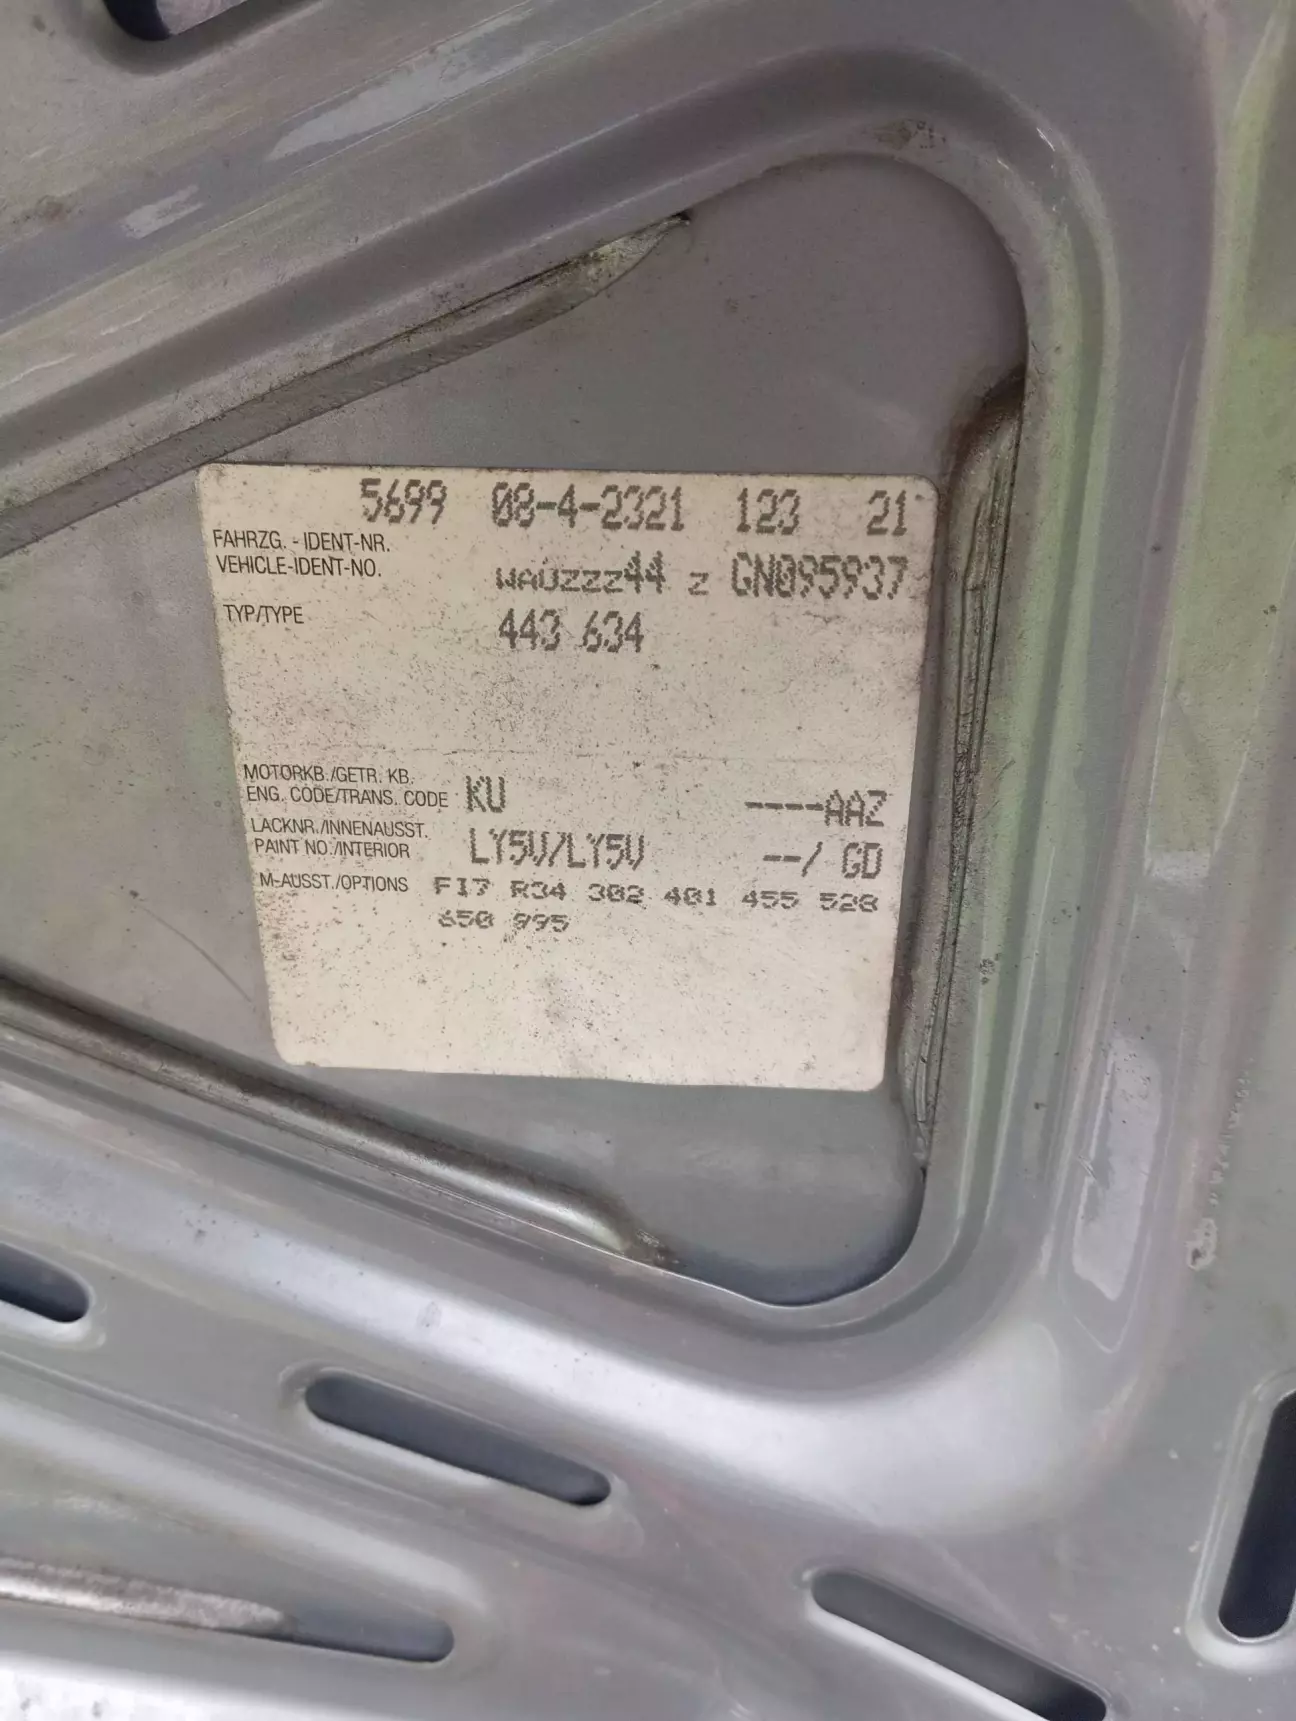 5699 08-4-2321 123 21
FAHRZG. - IDENT-NR.
VEHICLE-IDENT-NO. WAUZZZ44 Z GN095937
TYP/TYPE 443 634
MOTORKB./GETR. KB.
ENG. CODE/TRANS. CODE KU ----AAZ
LACKNR./INNENAUSST.
PAINT NO./INTERIOR LY5V/LY5V --/ GD
M-AUSST./OPTIONS FI7 R34 302 401 455 528
650 995